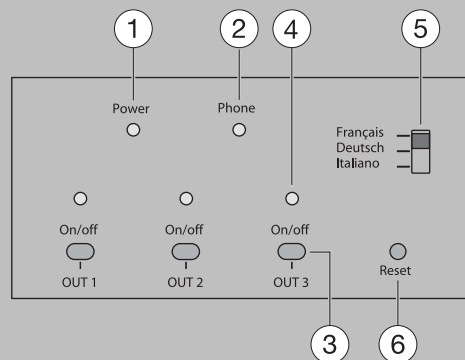 1 2 4 5
Power Phone
Français
Deutsch
Italiano
On/off On/off On/off
OUT 1 OUT 2 OUT 3
Reset
3 6